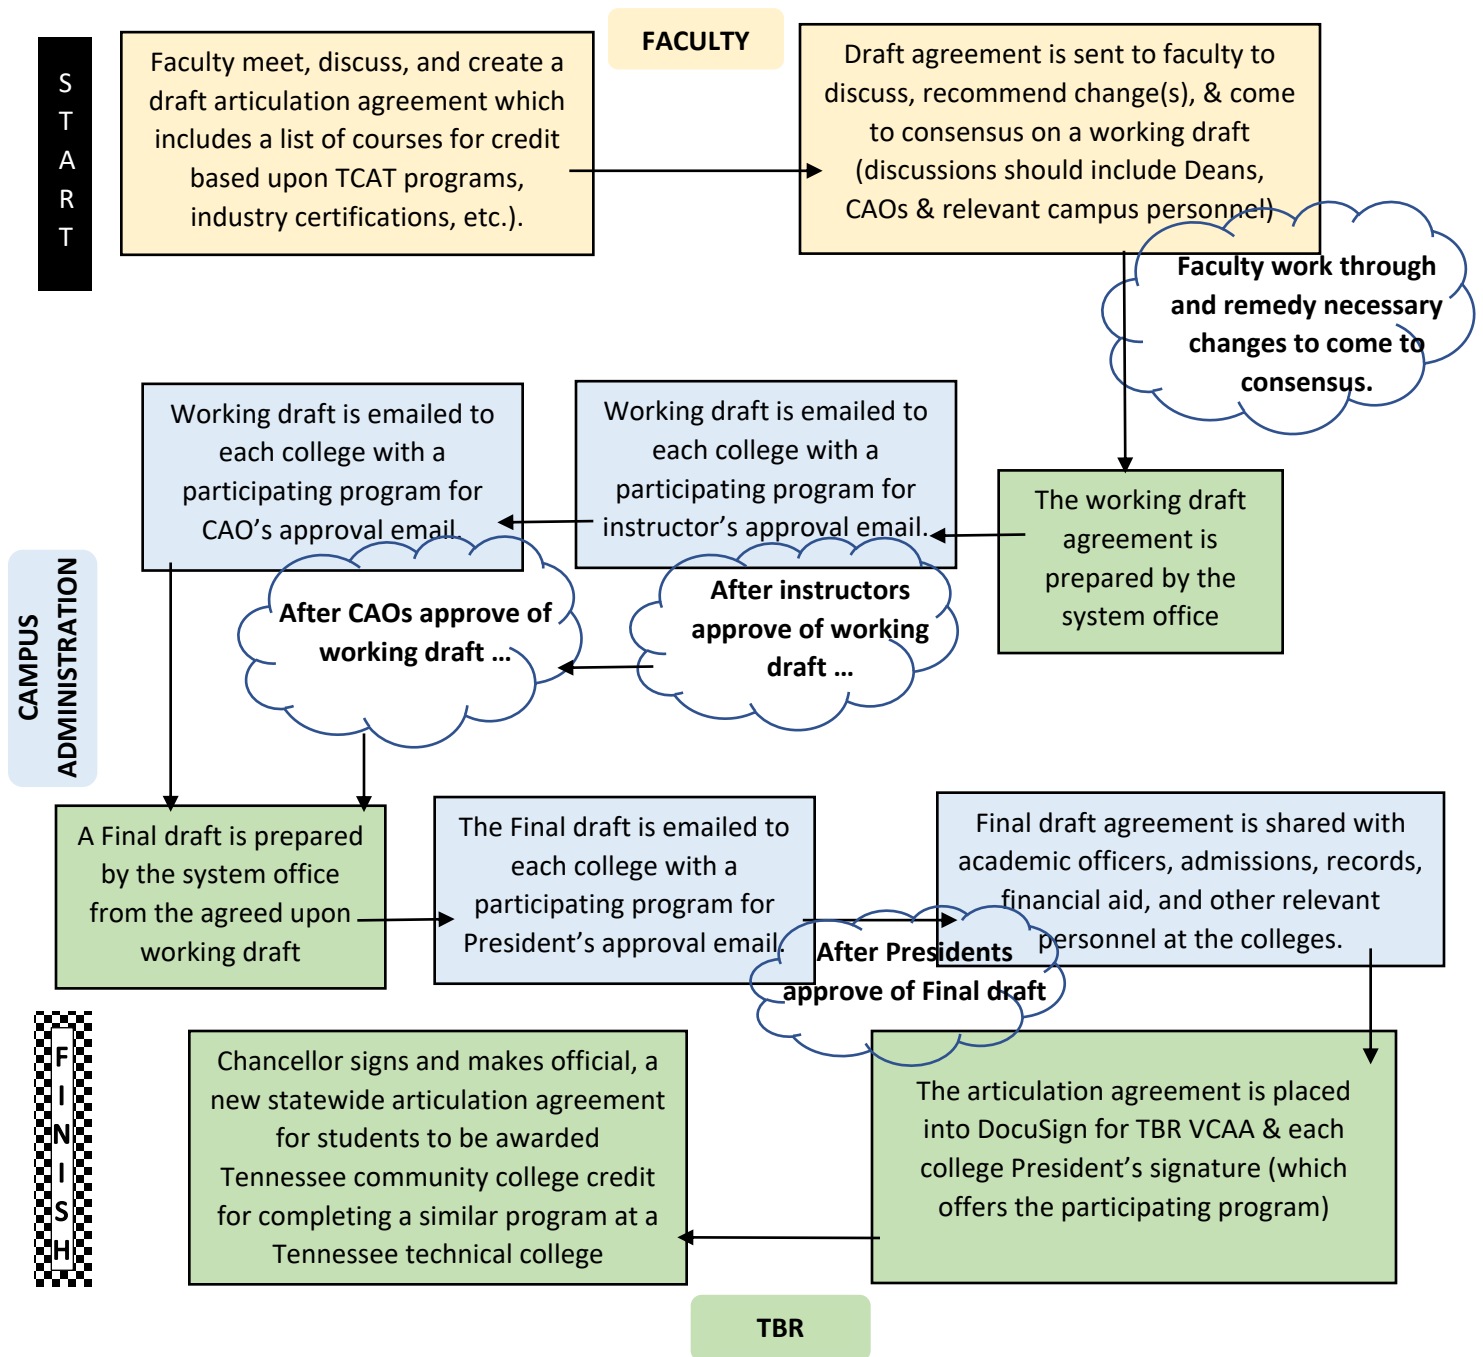 FACULTY
START
Faculty meet, discuss, and create a
draft articulation agreement which
includes a list of courses for credit
based upon TCAT programs,
industry certifications, etc.).
Draft agreement is sent to faculty to
discuss, recommend change(s), & come
to consensus on a working draft
(discussions should include Deans,
CAOs & relevant campus personnel)
Faculty work through
and remedy necessary
changes to come to
consensus.
The working draft
agreement is
prepared by the
system office
Working draft is emailed to
each college with a
participating program for
instructor’s approval email.
After instructors
approve of working
draft …
Working draft is emailed to
each college with a
participating program for
CAO’s approval email.
After CAOs approve of
working draft …
CAMPUS
ADMINISTRATION
A Final draft is prepared
by the system office
from the agreed upon
working draft
The Final draft is emailed to
each college with a
participating program for
President’s approval email.
After Presidents
approve of Final draft
Final draft agreement is shared with
academic officers, admissions, records,
financial aid, and other relevant
personnel at the colleges.
The articulation agreement is placed
into DocuSign for TBR VCAA & each
college President’s signature (which
offers the participating program)
Chancellor signs and makes official, a
new statewide articulation agreement
for students to be awarded
Tennessee community college credit
for completing a similar program at a
Tennessee technical college
FINISH
TBR